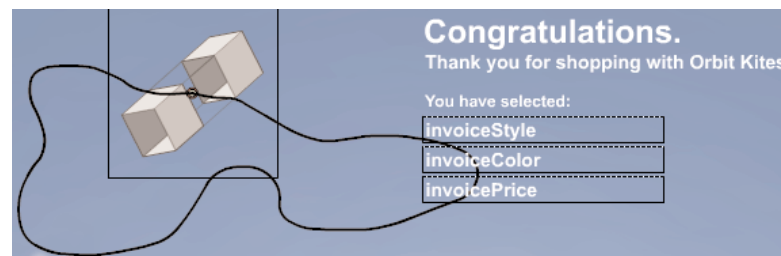 Congratulations.
Thank you for shopping with Orbit Kites
You have selected:
invoiceStyle
invoiceColor
invoicePrice